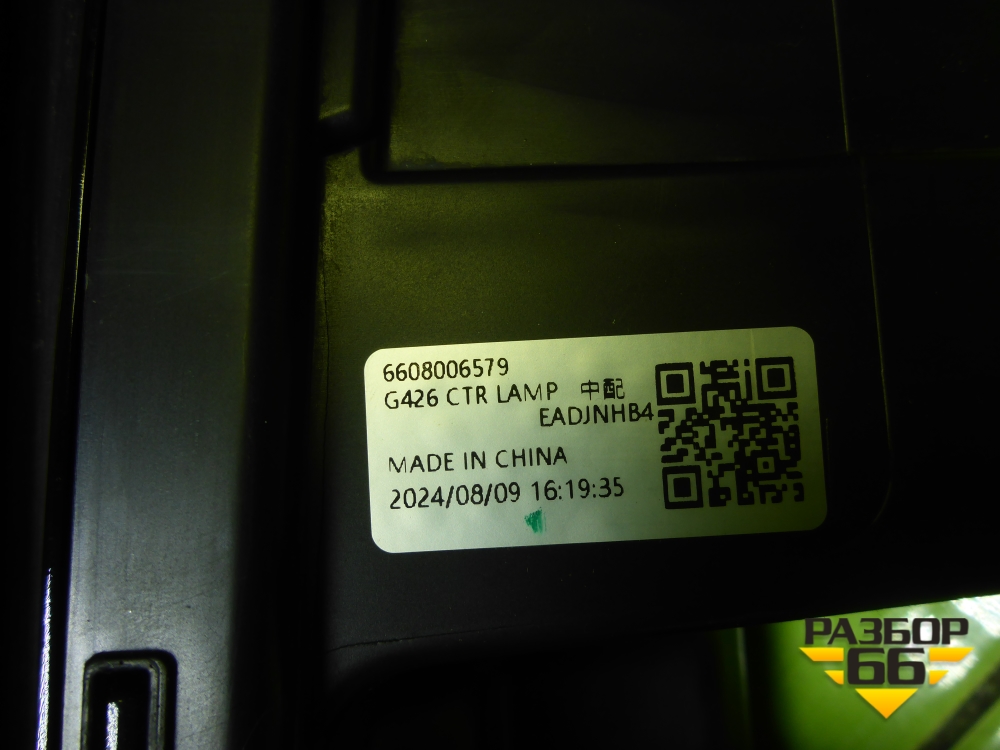 6608006579
G426 CTR LAMP 中配
EADJNHB4
MADE IN CHINA
2024/08/09 16:19:35
РАЗБОР
66